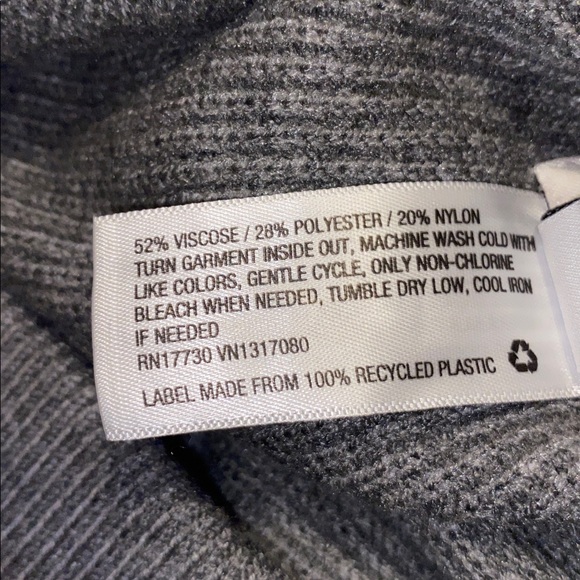 52% VISCOSE / 28% POLYESTER / 20% NYLON
TURN GARMENT INSIDE OUT, MACHINE WASH COLD WITH
LIKE COLORS, GENTLE CYCLE, ONLY NON-CHLORINE
BLEACH WHEN NEEDED, TUMBLE DRY LOW, COOL IRON
IF NEEDED
RN17730 VN1317080
LABEL MADE FROM 100% RECYCLED PLASTIC